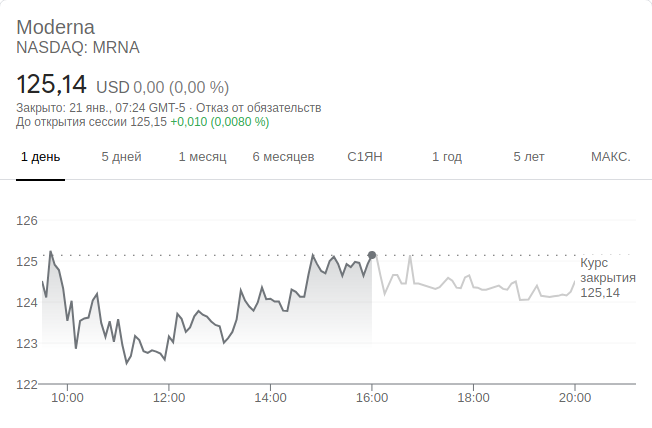 Moderna
NASDAQ: MRNA
125,14 USD 0,00 (0,00 %)
Закрыто: 21 янв., 07:24 GMT-5 · Отказ от обязательств
До открытия сессии 125,15 +0,010 (0,0080 %)
1 день 5 дней 1 месяц 6 месяцев С1ЯН 1 год 5 лет МАКС.
126
125
124
123
122
Курс
закрытия
125,14
10:00 12:00 14:00 16:00 18:00 20:00